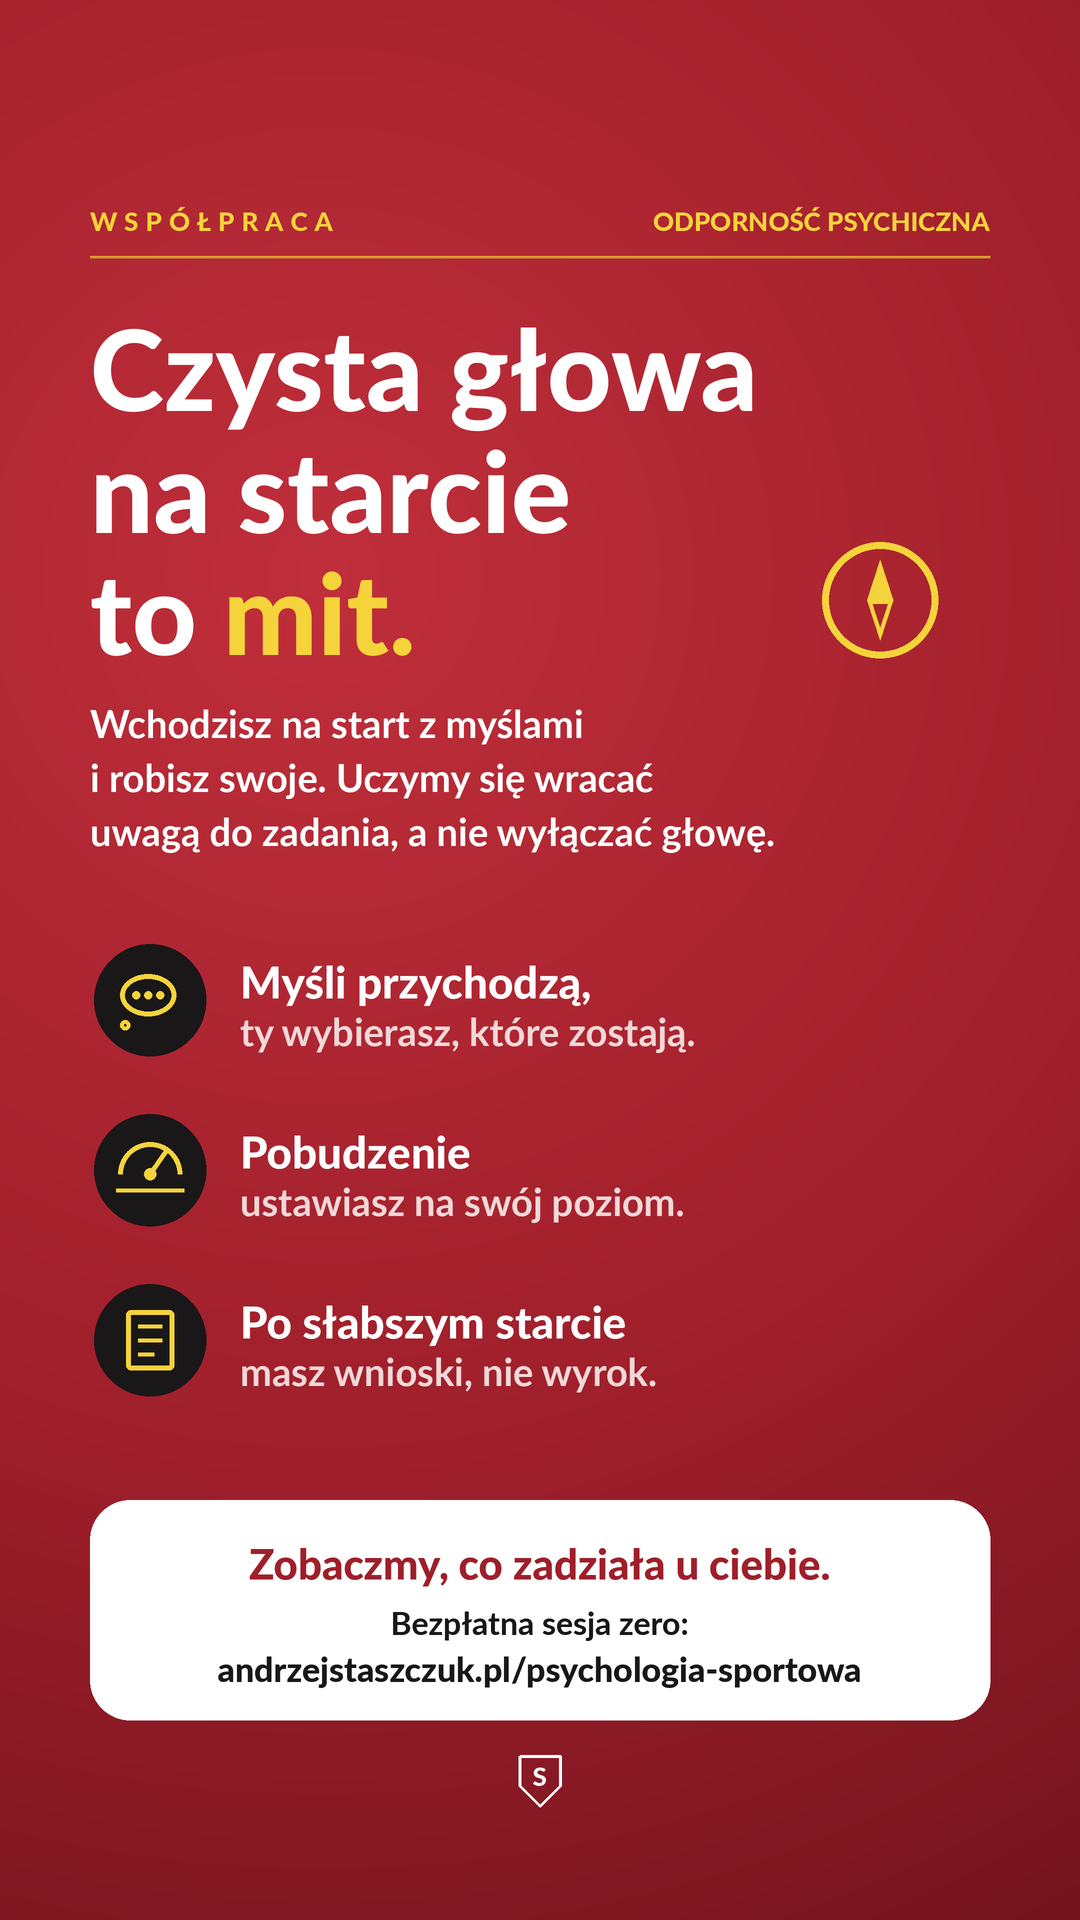 WSPÓŁPRACA
ODPORNOŚĆ PSYCHICZNA
Czysta głowa
na starcie
to mit.
Wchodzisz na start z myślami
i robisz swoje. Uczymy się wracać
uwagą do zadania, a nie wyłączać głowę.
Myśli przychodzą,
ty wybierasz, które zostają.
Pobudzenie
ustawiasz na swój poziom.
Po słabszym starcie
masz wnioski, nie wyrok.
Zobaczmy, co zadziała u ciebie.
Bezpłatna sesja zero:
andrzejstaszczuk.pl/psychologia-sportowa
S